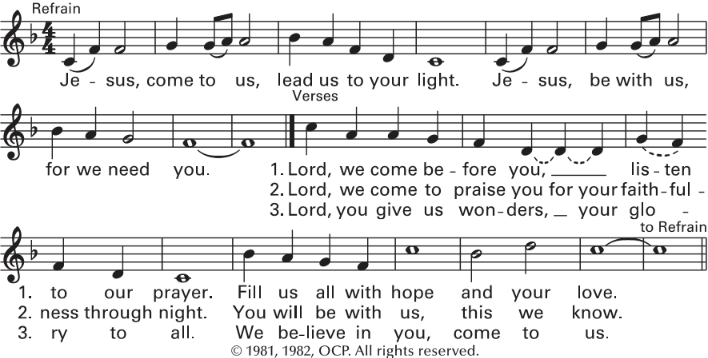 Refrain
4
4
Je - sus, come to us, lead us to your light. Je - sus, be with us,
Verses
for we need you. 1. Lord, we come be - fore you, _____ lis - ten
2. Lord, we come to praise you for your faith - ful -
3. Lord, you give us won - ders, _ your glo -
to Refrain
1. to our prayer. Fill us all with hope and your love.
2. ness through night. You will be with us, this we know.
3. ry to all. We be - lieve in you, come to us.
© 1981, 1982, OCP. All rights reserved.